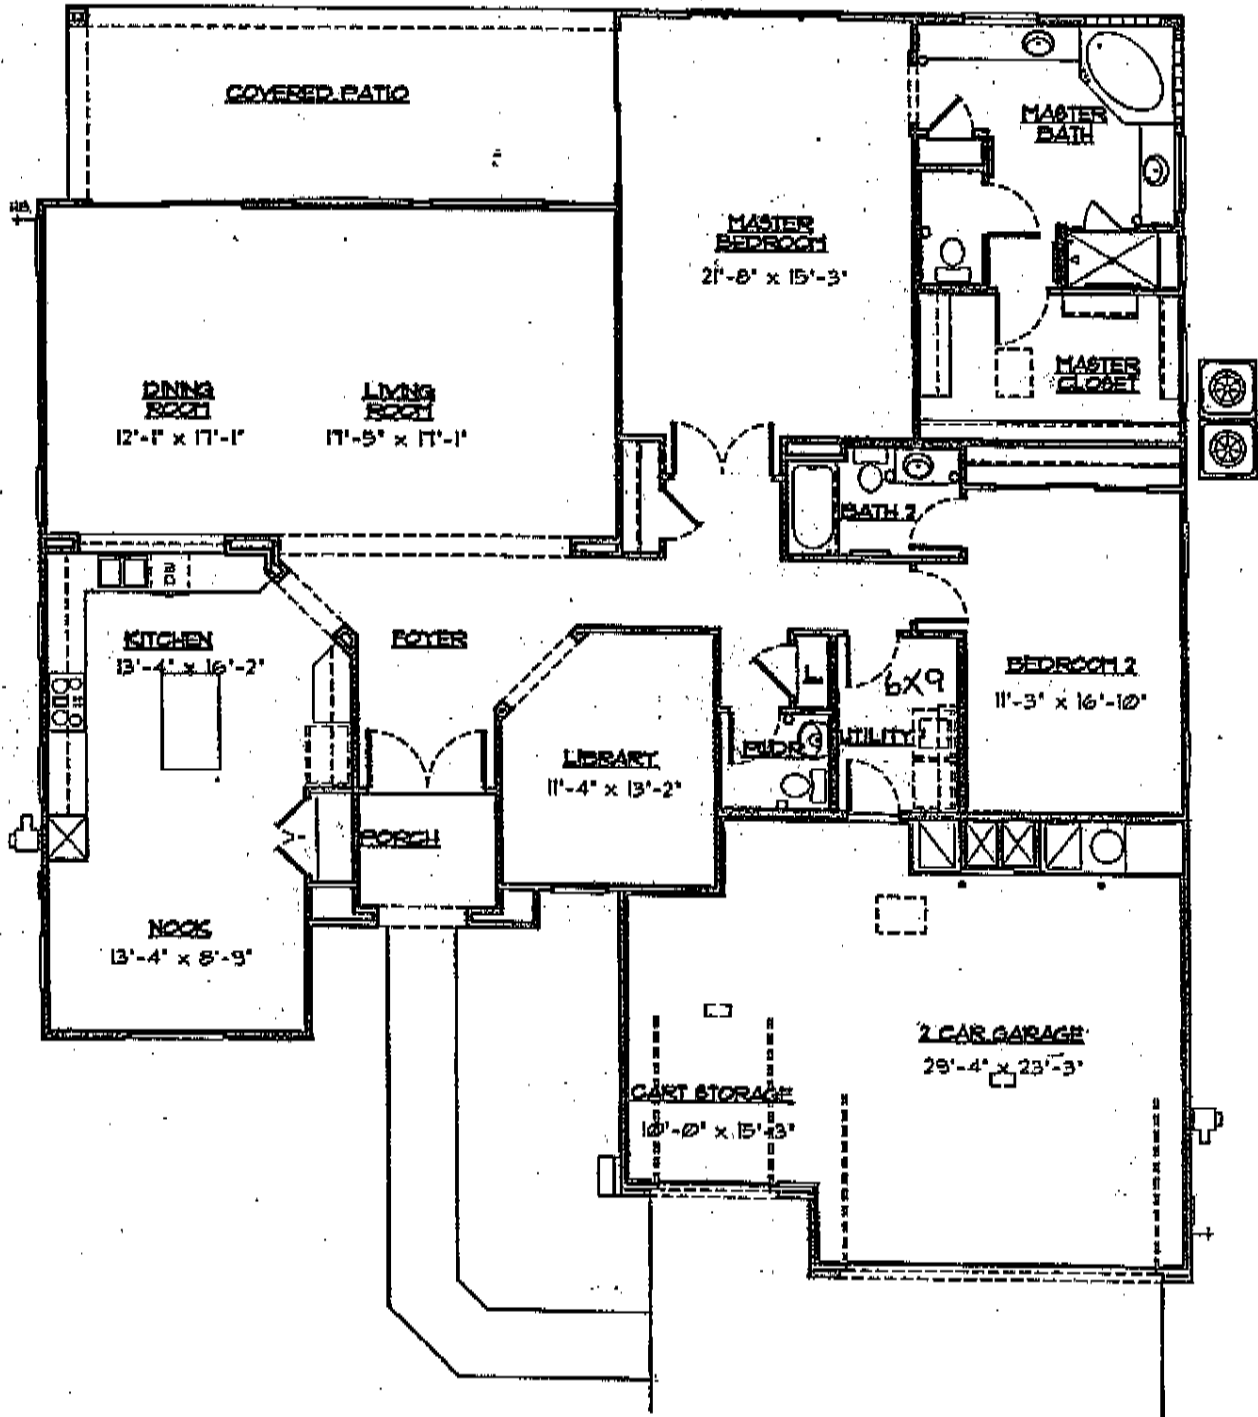 COVERED PATIO
MASTER
BATH
HB
MASTER
BEDROOM
21'-8" x 15'-3"
DINING
ROOM
12'-1" x 17'-1"
LIVING
ROOM
17'-5" x 17'-1"
MASTER
CLOSET
BATH 2
DW
KITCHEN
13'-4" x 16'-2"
FOYER
L.
6X9
BEDROOM 2
11'-3" x 16'-10"
LIBRARY
11'-4" x 13'-2"
PWDR
UTILITY
PORCH
NOOK
13'-4" x 8'-9"
2 CAR GARAGE
29'-4" x 23'-3"
CART STORAGE
10'-0" x 15'-3"